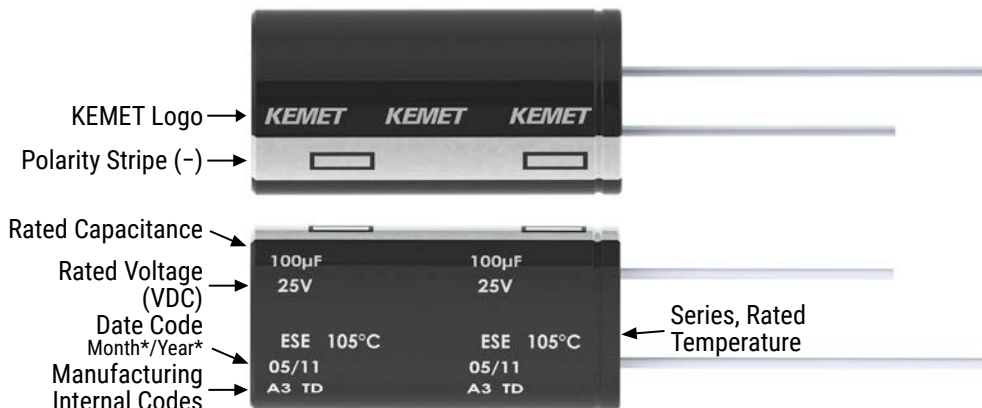 KEMET Logo
KEMET KEMET KEMET
Polarity Stripe (−)
Rated Capacitance
100µF 100µF
Rated Voltage
(VDC)
25V 25V
Date Code
Month*/Year*
ESE 105°C ESE 105°C
Series, Rated
Temperature
05/11 05/11
Manufacturing
Internal Codes
A3 TD A3 TD